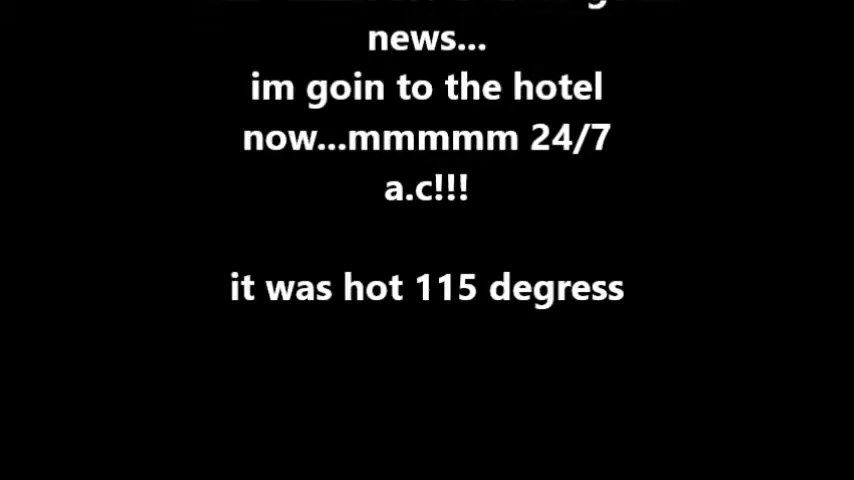 news...
im goin to the hotel
now...mmmmm 24/7
a.c!!!
it was hot 115 degress